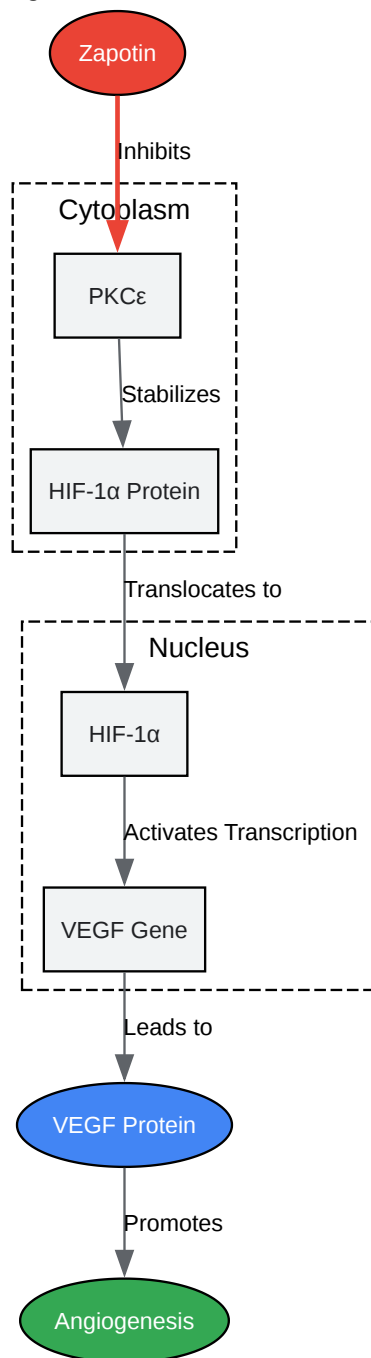 Zapotin
Inhibits
Cytoplasm
PKCε
Stabilizes
HIF-1α Protein
Translocates to
Nucleus
HIF-1α
Activates Transcription
VEGF Gene
Leads to
VEGF Protein
Promotes
Angiogenesis